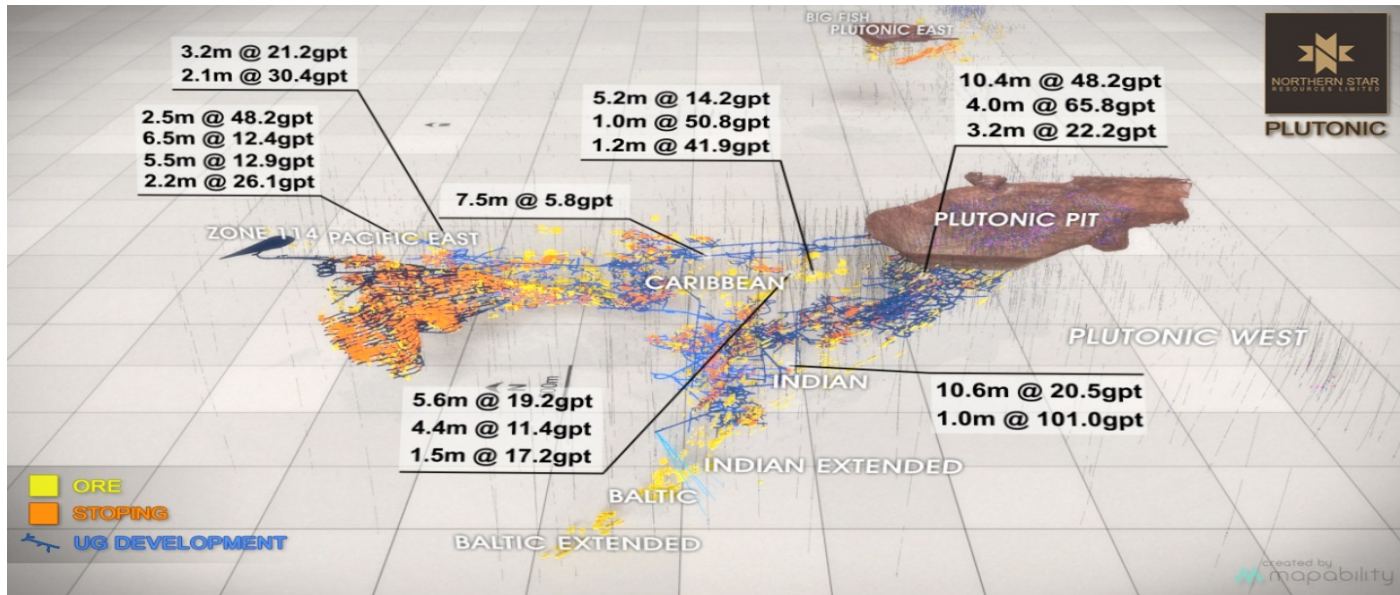 BIG FISH
PLUTONIC EAST
NORTHERN STAR
RESOURCES LIMITED
PLUTONIC
3.2m @ 21.2gpt
2.1m @ 30.4gpt
2.5m @ 48.2gpt
6.5m @ 12.4gpt
5.5m @ 12.9gpt
2.2m @ 26.1gpt
5.2m @ 14.2gpt
1.0m @ 50.8gpt
1.2m @ 41.9gpt
10.4m @ 48.2gpt
4.0m @ 65.8gpt
3.2m @ 22.2gpt
7.5m @ 5.8gpt
ZONE 114 PACIFIC EAST
PLUTONIC PIT
CARIBBEAN
PLUTONIC WEST
INDIAN
5.6m @ 19.2gpt
4.4m @ 11.4gpt
1.5m @ 17.2gpt
10.6m @ 20.5gpt
1.0m @ 101.0gpt
INDIAN EXTENDED
BALTIC
BALTIC EXTENDED
ORE
STOPING
UG DEVELOPMENT
created by
mapability